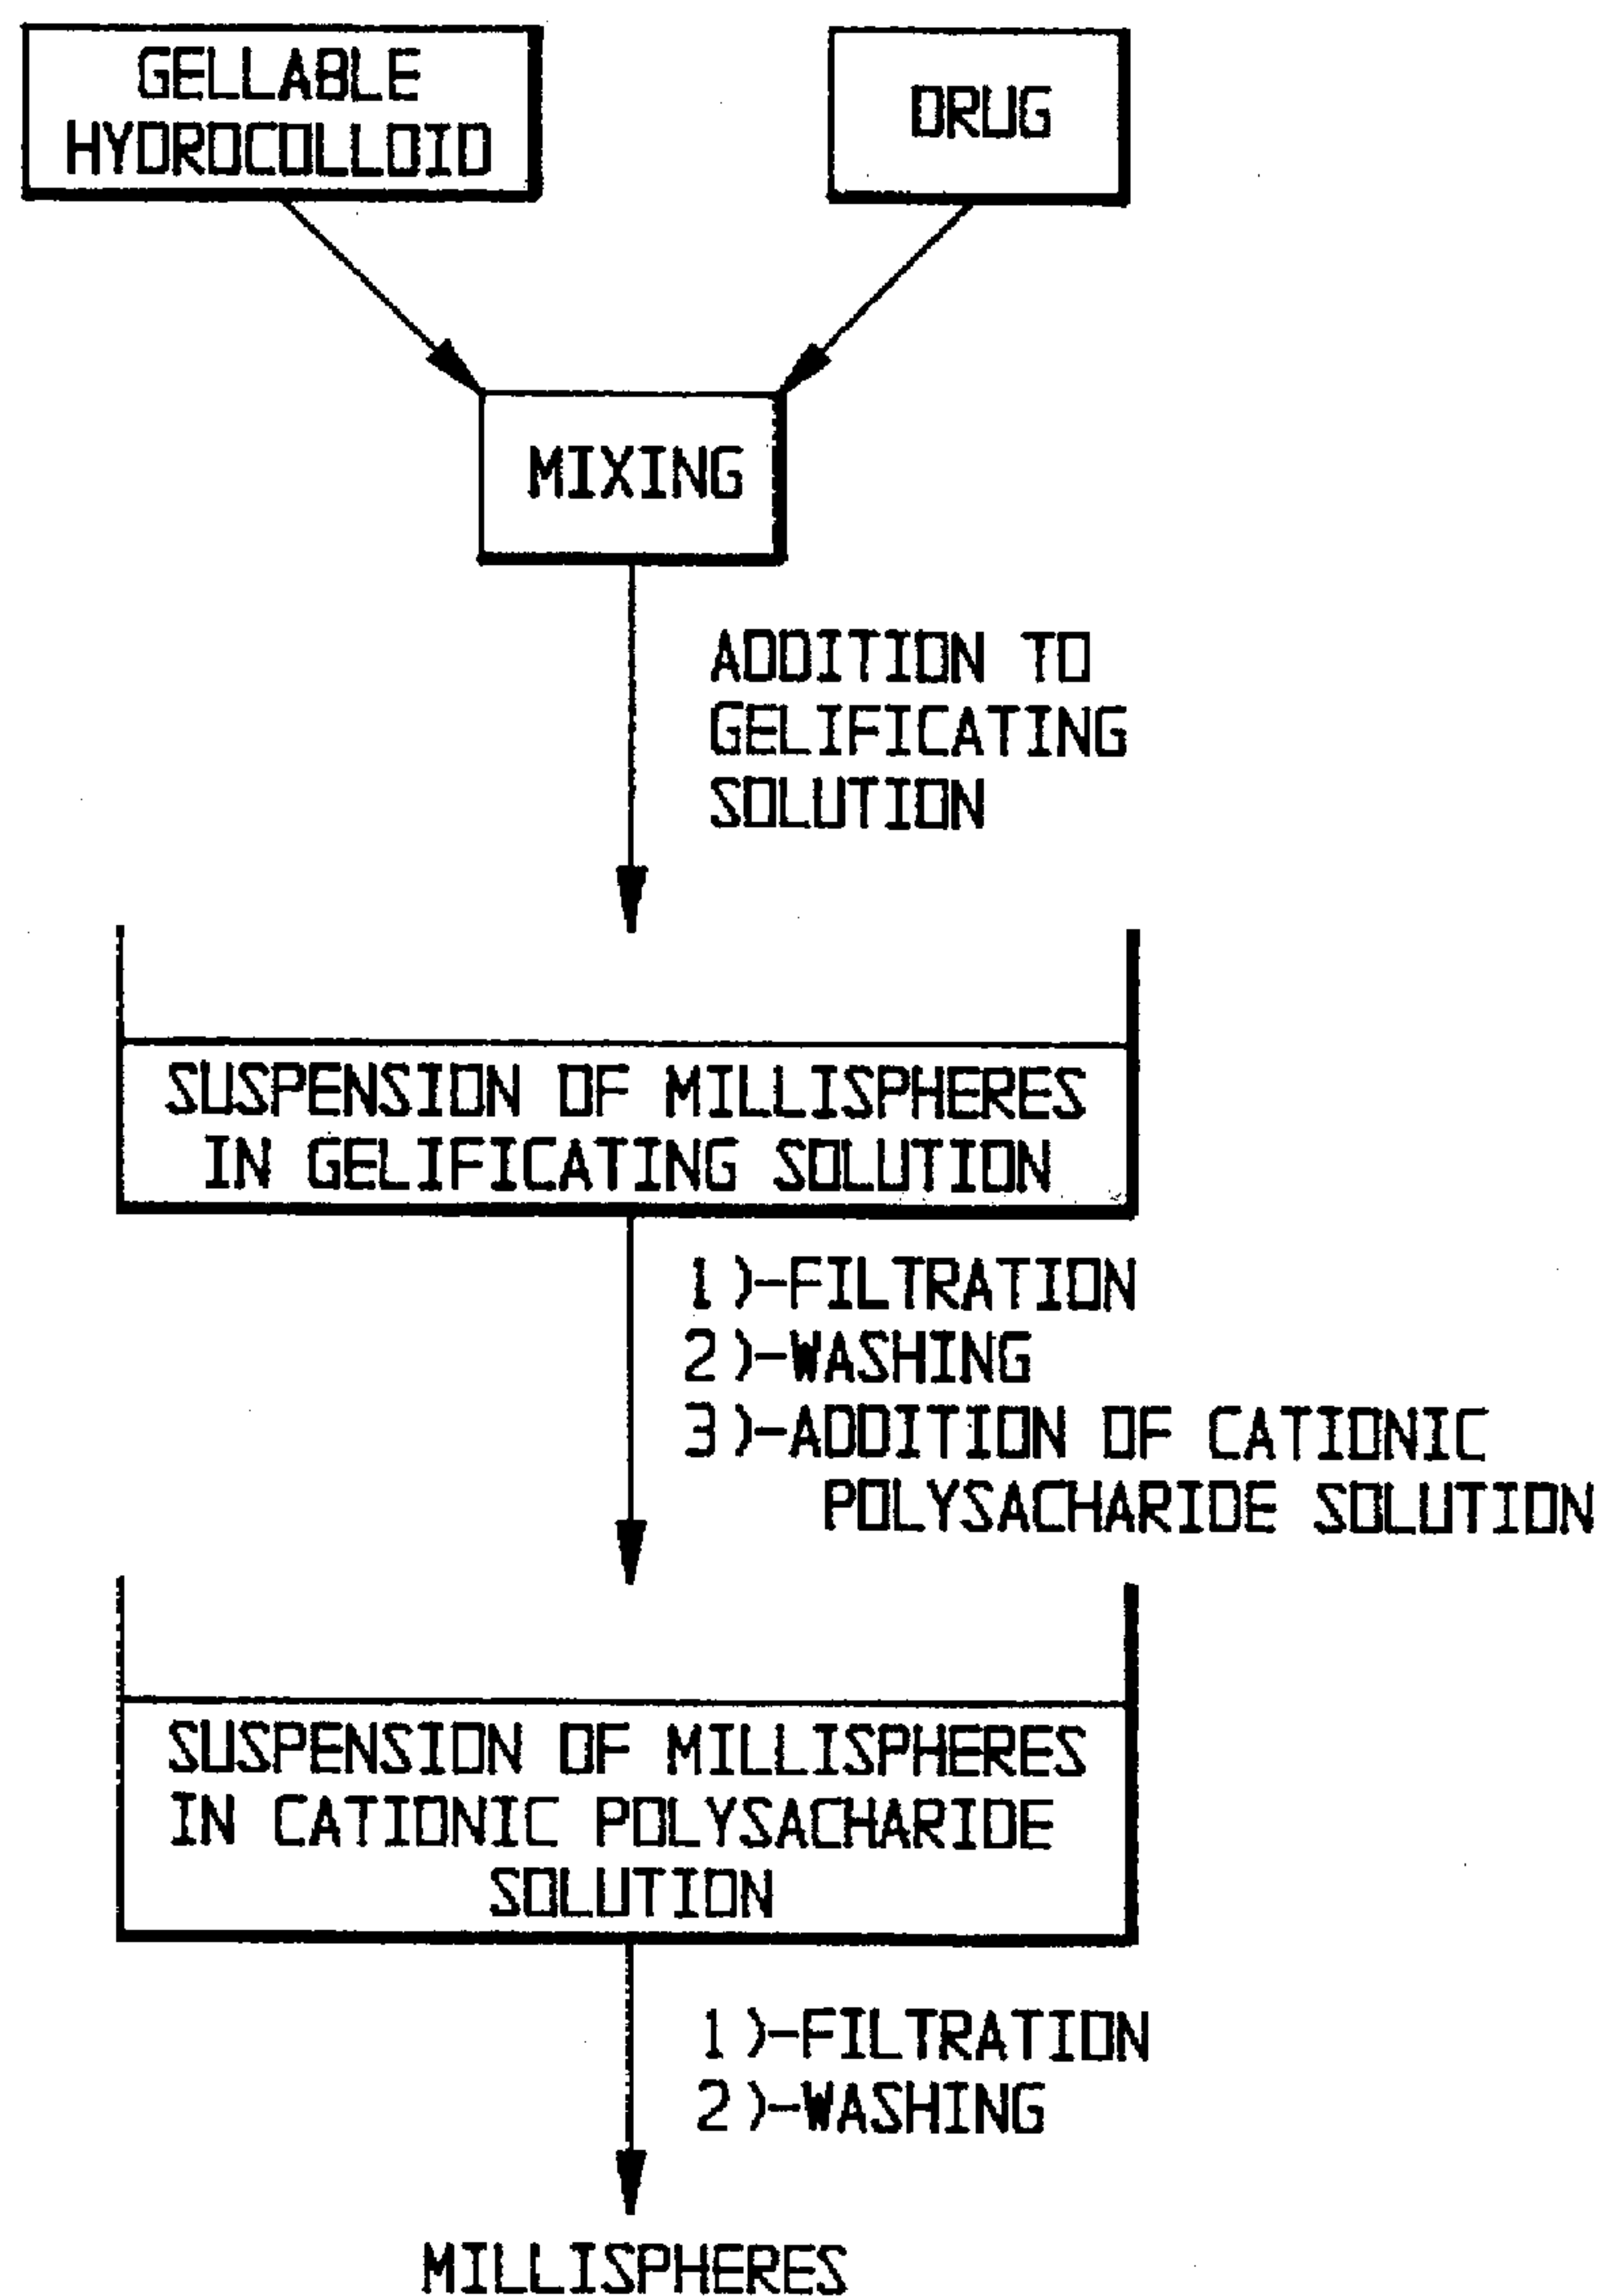 GELLABLE
HYDROCOLLOID
DRUG
MIXING
ADDITION TO
GELIFICATING
SOLUTION
SUSPENSION OF MILLISPHERES
IN GELIFICATING SOLUTION
1)-FILTRATION
2)-WASHING
3)-ADDITION OF CATIONIC
POLYSACHARIDE SOLUTION
SUSPENSION OF MILLISPHERES
IN CATIONIC POLYSACHARIDE
SOLUTION
1)-FILTRATION
2)-WASHING
MILLISPHERES